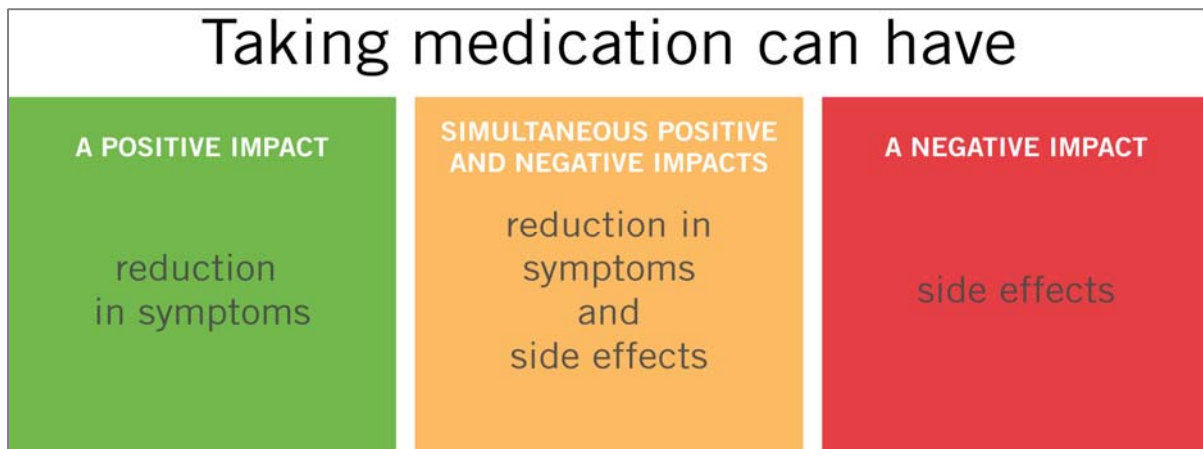 Taking medication can have
A POSITIVE IMPACT
reduction
in symptoms
SIMULTANEOUS POSITIVE
AND NEGATIVE IMPACTS
reduction in
symptoms
and
side effects
A NEGATIVE IMPACT
side effects